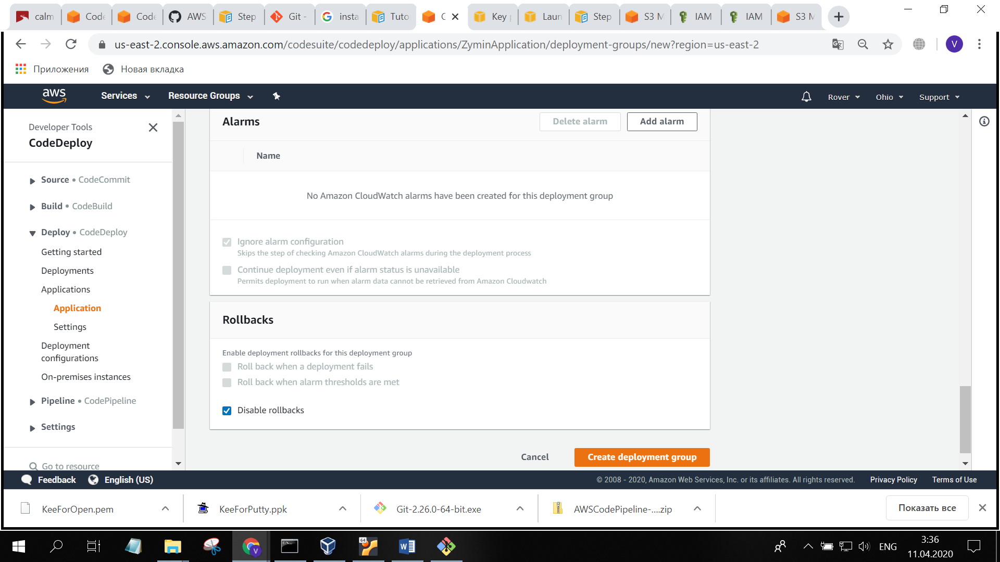 calm
Code
Code
AWS
Step
Git -
insta
Tuto
C
Key p
Laun
Step
S3 M
IAM
IAM
S3 M
us-east-2.console.aws.amazon.com/codesuite/codedeploy/applications/ZyminApplication/deployment-groups/new?region=us-east-2
V
Приложения
Новая вкладка
aws
Services
Resource Groups
Rover
Ohio
Support
Developer Tools
CodeDeploy
Source • CodeCommit
Build • CodeBuild
Deploy • CodeDeploy
Getting started
Deployments
Applications
Application
Settings
Deployment
configurations
On-premises instances
Pipeline • CodePipeline
Settings
Go to resource
Alarms
Delete alarm
Add alarm
Name
No Amazon CloudWatch alarms have been created for this deployment group
Ignore alarm configuration
Skips the step of checking Amazon CloudWatch alarms during the deployment process
Continue deployment even if alarm status is unavailable
Permits deployment to run when alarm data cannot be retrieved from Amazon Cloudwatch
Rollbacks
Enable deployment rollbacks for this deployment group
Roll back when a deployment fails
Roll back when alarm thresholds are met
Disable rollbacks
Cancel
Create deployment group
Feedback
English (US)
© 2008 - 2020, Amazon Web Services, Inc. or its affiliates. All rights reserved.
Privacy Policy
Terms of Use
KeeForOpen.pem
KeeForPutty.ppk
Git-2.26.0-64-bit.exe
AWSCodePipeline-....zip
Показать все
V
64
ENG
3:36
11.04.2020